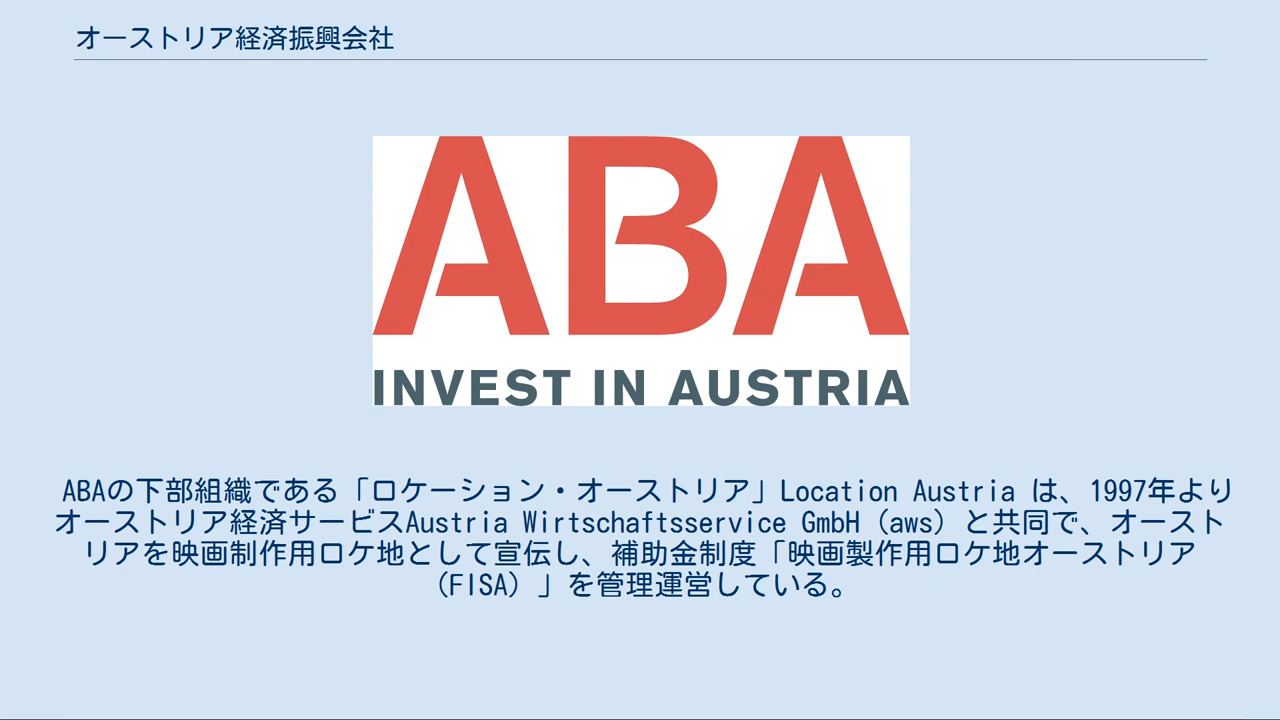 オーストリア経済振興会社
ABA
INVEST IN AUSTRIA
ABAの下部組織である「ロケーション・オーストリア」Location Austria は、1997年より
オーストリア経済サービスAustria Wirtschaftsservice GmbH（aws）と共同で、オースト
リアを映画制作用ロケ地として宣伝し、補助金制度「映画製作用ロケ地オーストリア
（FISA）」を管理運営している。